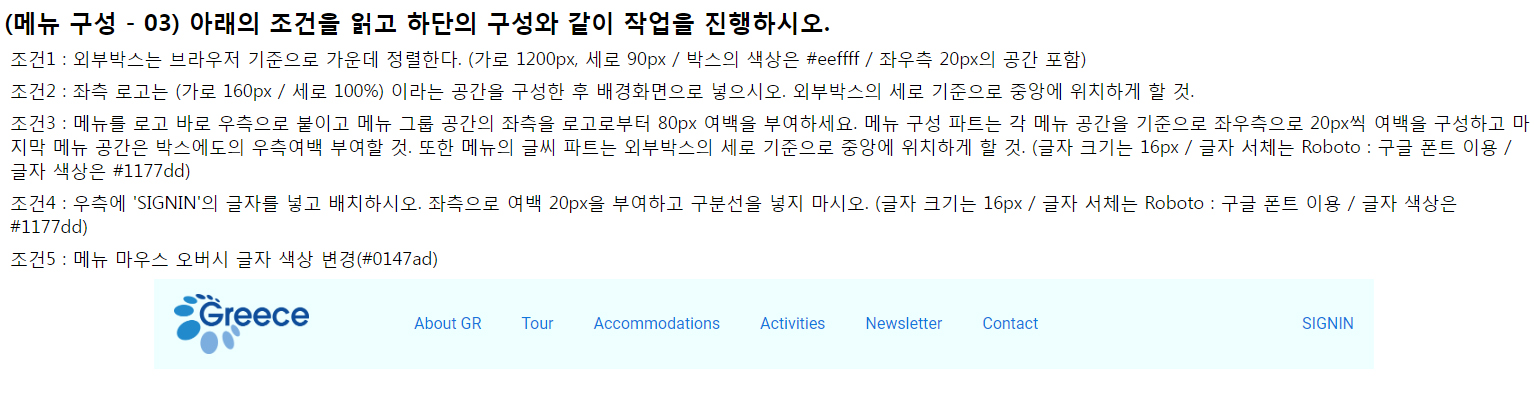 (메뉴 구성 - 03) 아래의 조건을 읽고 하단의 구성와 같이 작업을 진행하시오.
조건1 : 외부박스는 브라우저 기준으로 가운데 정렬한다. (가로 1200px, 세로 90px / 박스의 색상은 #eeffff / 좌우측 20px의 공간 포함)
조건2 : 좌측 로고는 (가로 160px / 세로 100%) 이라는 공간을 구성한 후 배경화면으로 넣으시오. 외부박스의 세로 기준으로 중앙에 위치하게 할 것.
조건3 : 메뉴를 로고 바로 우측으로 붙이고 메뉴 그룹 공간의 좌측을 로고로부터 80px 여백을 부여하세요. 메뉴 구성 파트는 각 메뉴 공간을 기준으로 좌우측으로 20px씩 여백을 구성하고 마
지막 메뉴 공간은 박스에도의 우측여백 부여할 것. 또한 메뉴의 글씨 파트는 외부박스의 세로 기준으로 중앙에 위치하게 할 것. (글자 크기는 16px / 글자 서체는 Roboto : 구글 폰트 이용 /
글자 색상은 #1177dd)
조건4 : 우측에 'SIGNIN'의 글자를 넣고 배치하시오. 좌측으로 여백 20px을 부여하고 구분선을 넣지 마시오. (글자 크기는 16px / 글자 서체는 Roboto : 구글 폰트 이용 / 글자 색상은
#1177dd)
조건5 : 메뉴 마우스 오버시 글자 색상 변경(#0147ad)
Greece About GR Tour Accommodations Activities Newsletter Contact SIGNIN